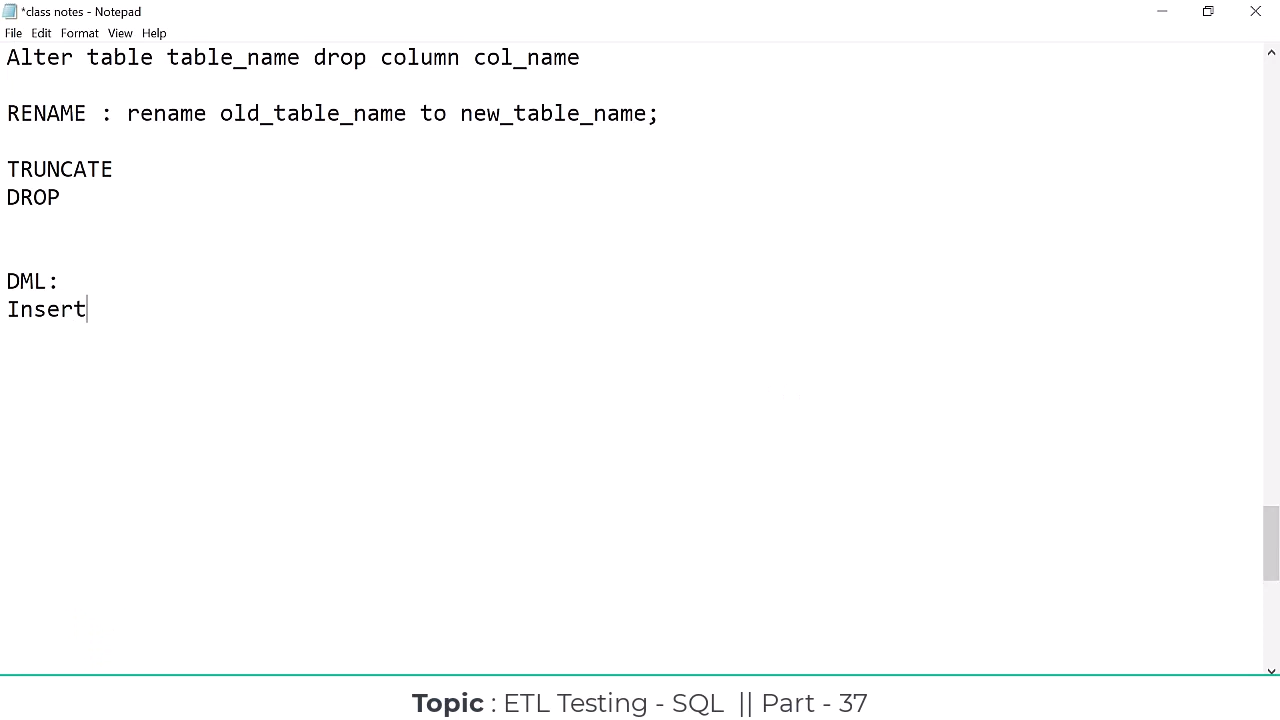 *class notes - Notepad
File Edit Format View Help
Alter table table_name drop column col_name
RENAME : rename old_table_name to new_table_name;
TRUNCATE
DROP
DML:
Insert
Topic : ETL Testing - SQL || Part - 37